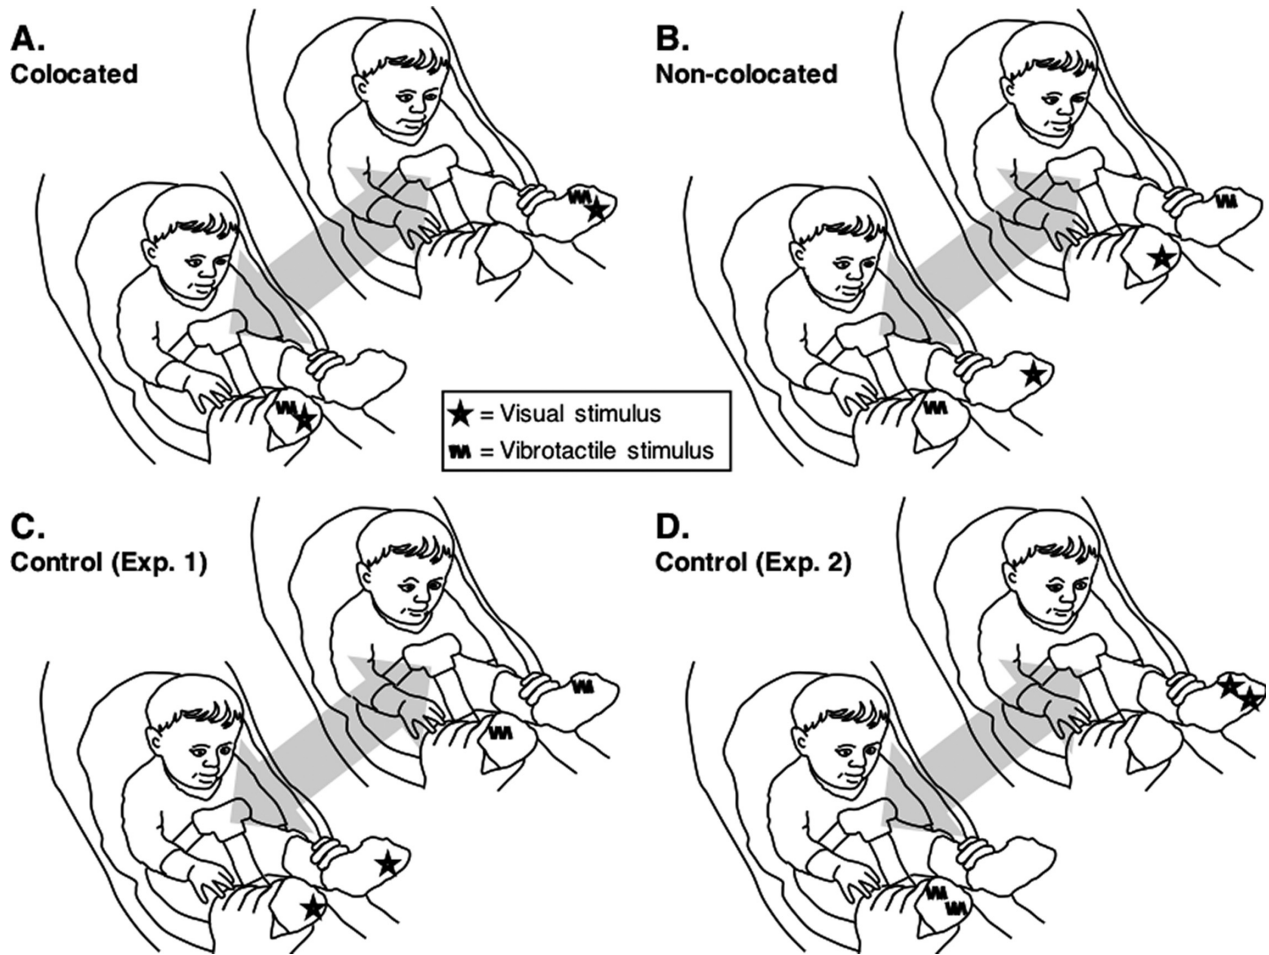 A.
Colocated
B.
Non-colocated
= Visual stimulus
= Vibrotactile stimulus
C.
Control (Exp. 1)
D.
Control (Exp. 2)